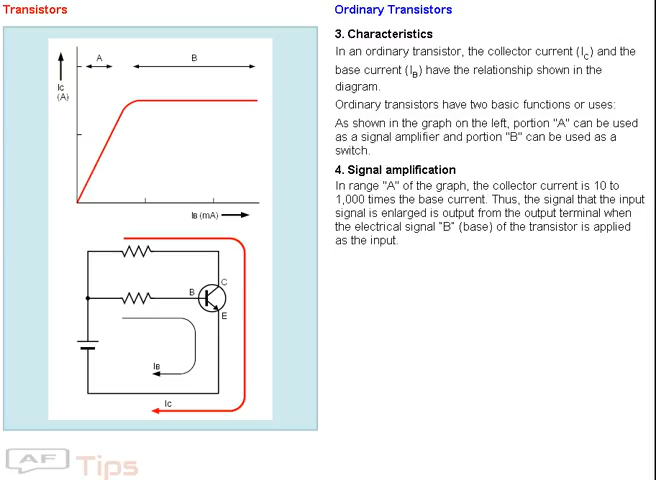 Transistors
Ordinary Transistors
A
B
IC
(A)
IB (mA)
C
B
E
IB
IC
3. Characteristics
In an ordinary transistor, the collector current (IC) and the
base current (IB) have the relationship shown in the
diagram.
Ordinary transistors have two basic functions or uses:
As shown in the graph on the left, portion "A" can be used
as a signal amplifier and portion "B" can be used as a
switch.
4. Signal amplification
In range "A" of the graph, the collector current is 10 to
1,000 times the base current. Thus, the signal that the input
signal is enlarged is output from the output terminal when
the electrical signal "B" (base) of the transistor is applied
as the input.
AF Tips